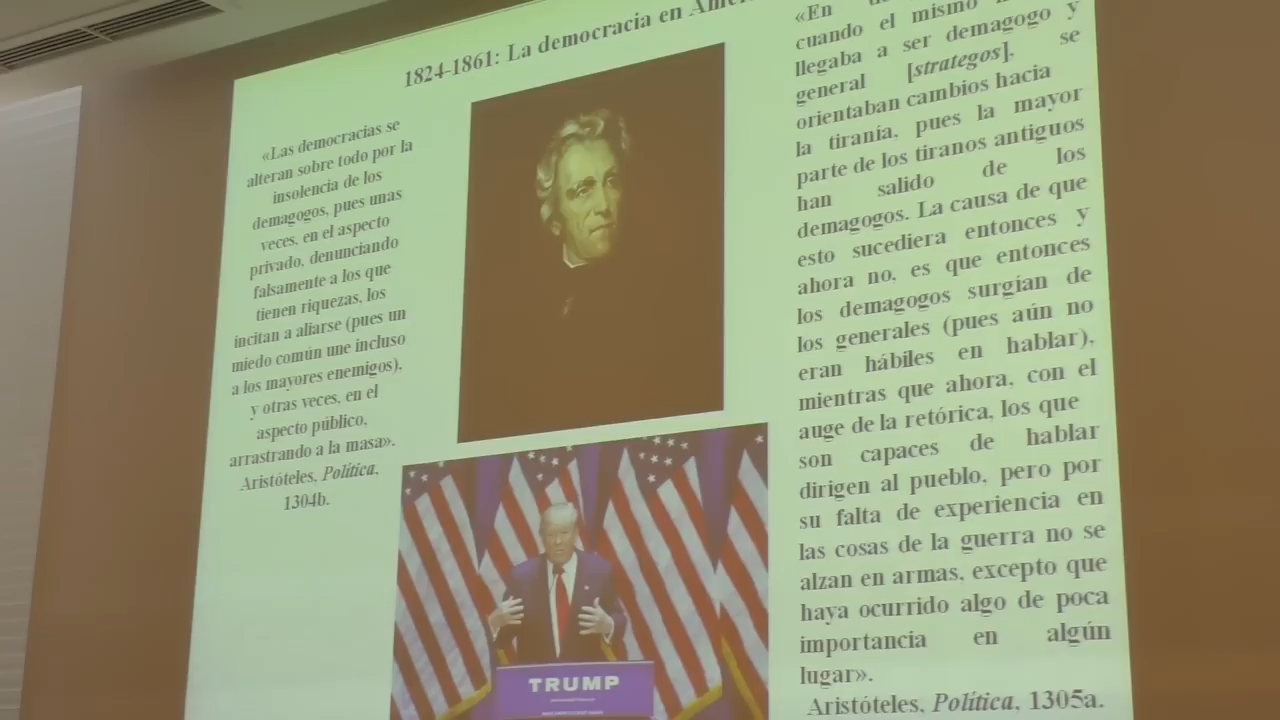 1824-1861: La democracia en
«Las democracias se
alteran sobre todo por la
insolencia de los
demagogos, pues unas
veces, en el aspecto
privado, denunciando
falsamente a los que
tienen riquezas, los
incitan a aliarse (pues un
miedo común une incluso
a los mayores enemigos),
y otras veces, en el
aspecto público,
arrastrando a la masa».
Aristóteles, Política,
1304b.
TRUMP
«En
cuando el mismo
llegaba a ser demagogo y
general [strategos], se
orientaban cambios hacia
la tiranía, pues la mayor
parte de los tiranos antiguos
han salido de los
demagogos. La causa de que
esto sucediera entonces y
ahora no, es que entonces
los demagogos surgían de
los generales (pues aún no
eran hábiles en hablar),
mientras que ahora, con el
auge de la retórica, los que
son capaces de hablar
dirigen al pueblo, pero por
su falta de experiencia en
las cosas de la guerra no se
alzan en armas, excepto que
haya ocurrido algo de poca
importancia en algún
lugar».
Aristóteles, Política, 1305a.